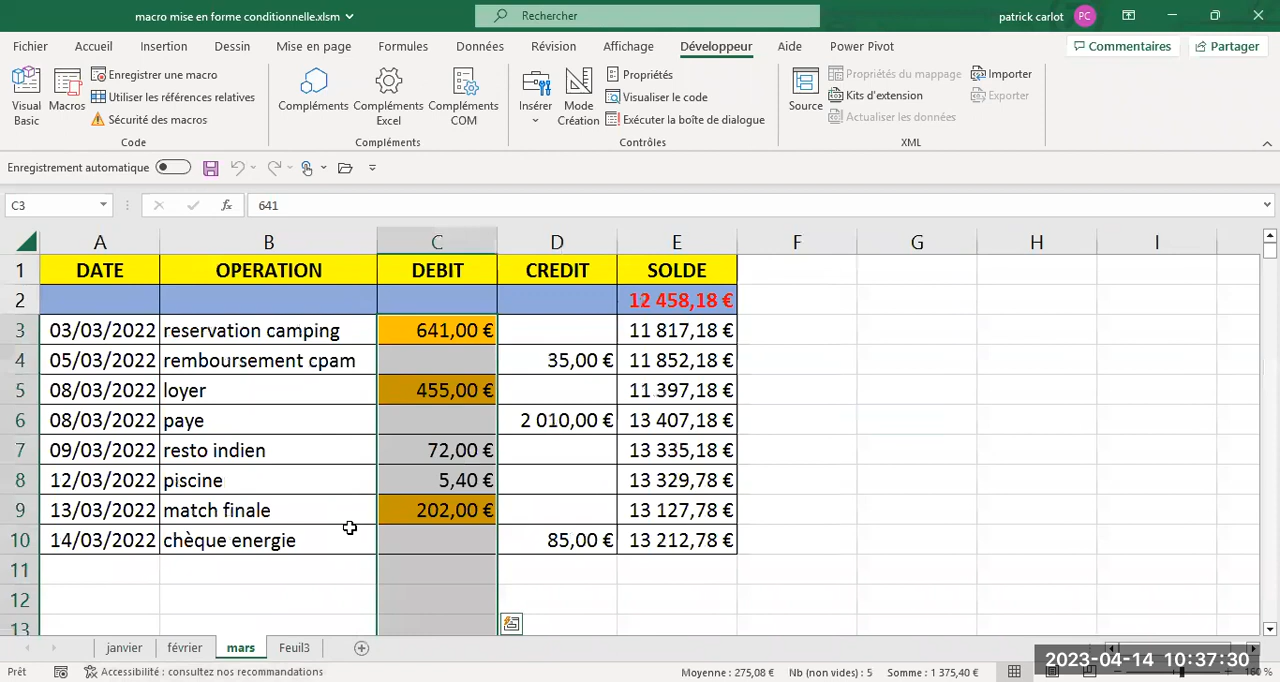 macro mise en forme conditionnelle.xlsm
Rechercher
patrick carlot PC
Fichier Accueil Insertion Dessin Mise en page Formules Données Révision Affichage Développeur Aide Power Pivot Commentaires Partager
Visual Basic
Macros
Enregistrer une macro
Utiliser les références relatives
Sécurité des macros
Code
Compléments
Compléments Excel
Compléments COM
Compléments
Insérer
Mode Création
Propriétés
Visualiser le code
Exécuter la boîte de dialogue
Contrôles
Source
Propriétés du mappage
Kits d'extension
Actualiser les données
Importer
Exporter
XML
Enregistrement automatique
C3 fx 641
A B C D E F G H I
1 DATE OPERATION DEBIT CREDIT SOLDE
2 12 458,18 €
3 03/03/2022 reservation camping 641,00 € 11 817,18 €
4 05/03/2022 remboursement cpam 35,00 € 11 852,18 €
5 08/03/2022 loyer 455,00 € 11 397,18 €
6 08/03/2022 paye 2 010,00 € 13 407,18 €
7 09/03/2022 resto indien 72,00 € 13 335,18 €
8 12/03/2022 piscine 5,40 € 13 329,78 €
9 13/03/2022 match finale 202,00 € 13 127,78 €
10 14/03/2022 chèque energie 85,00 € 13 212,78 €
11
12
13
janvier février mars Feuil3
Prêt Accessibilité : consultez nos recommandations Moyenne : 275,08 € Nb (non vides) : 5 Somme : 1 375,40 € 160 %
2023-04-14 10:37:30